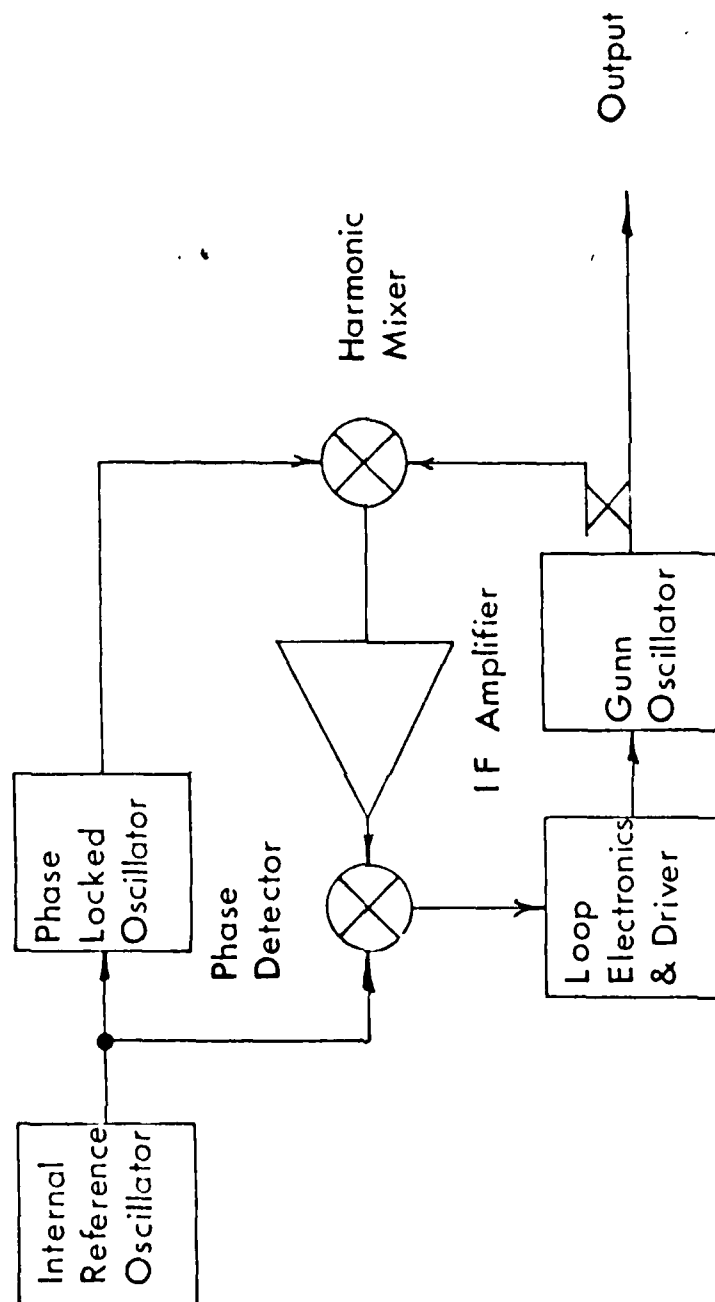 Internal
Reference
Oscillator
Phase
Locked
Oscillator
Phase
Detector
IF Amplifier
Harmonic
Mixer
Loop
Electronics
& Driver
Gunn
Oscillator
Output